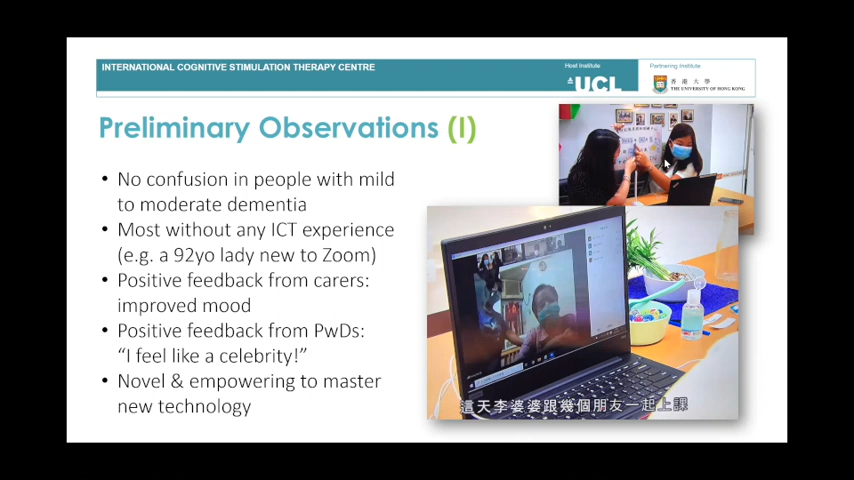 INTERNATIONAL COGNITIVE STIMULATION THERAPY CENTRE
Host Institute
UCL
Partnering Institute
香港大學
THE UNIVERSITY OF HONG KONG
Preliminary Observations (I)
• No confusion in people with mild
to moderate dementia
• Most without any ICT experience
(e.g. a 92yo lady new to Zoom)
• Positive feedback from carers:
improved mood
• Positive feedback from PwDs:
“I feel like a celebrity!”
• Novel & empowering to master
new technology
這天李婆婆跟幾個朋友一起上課